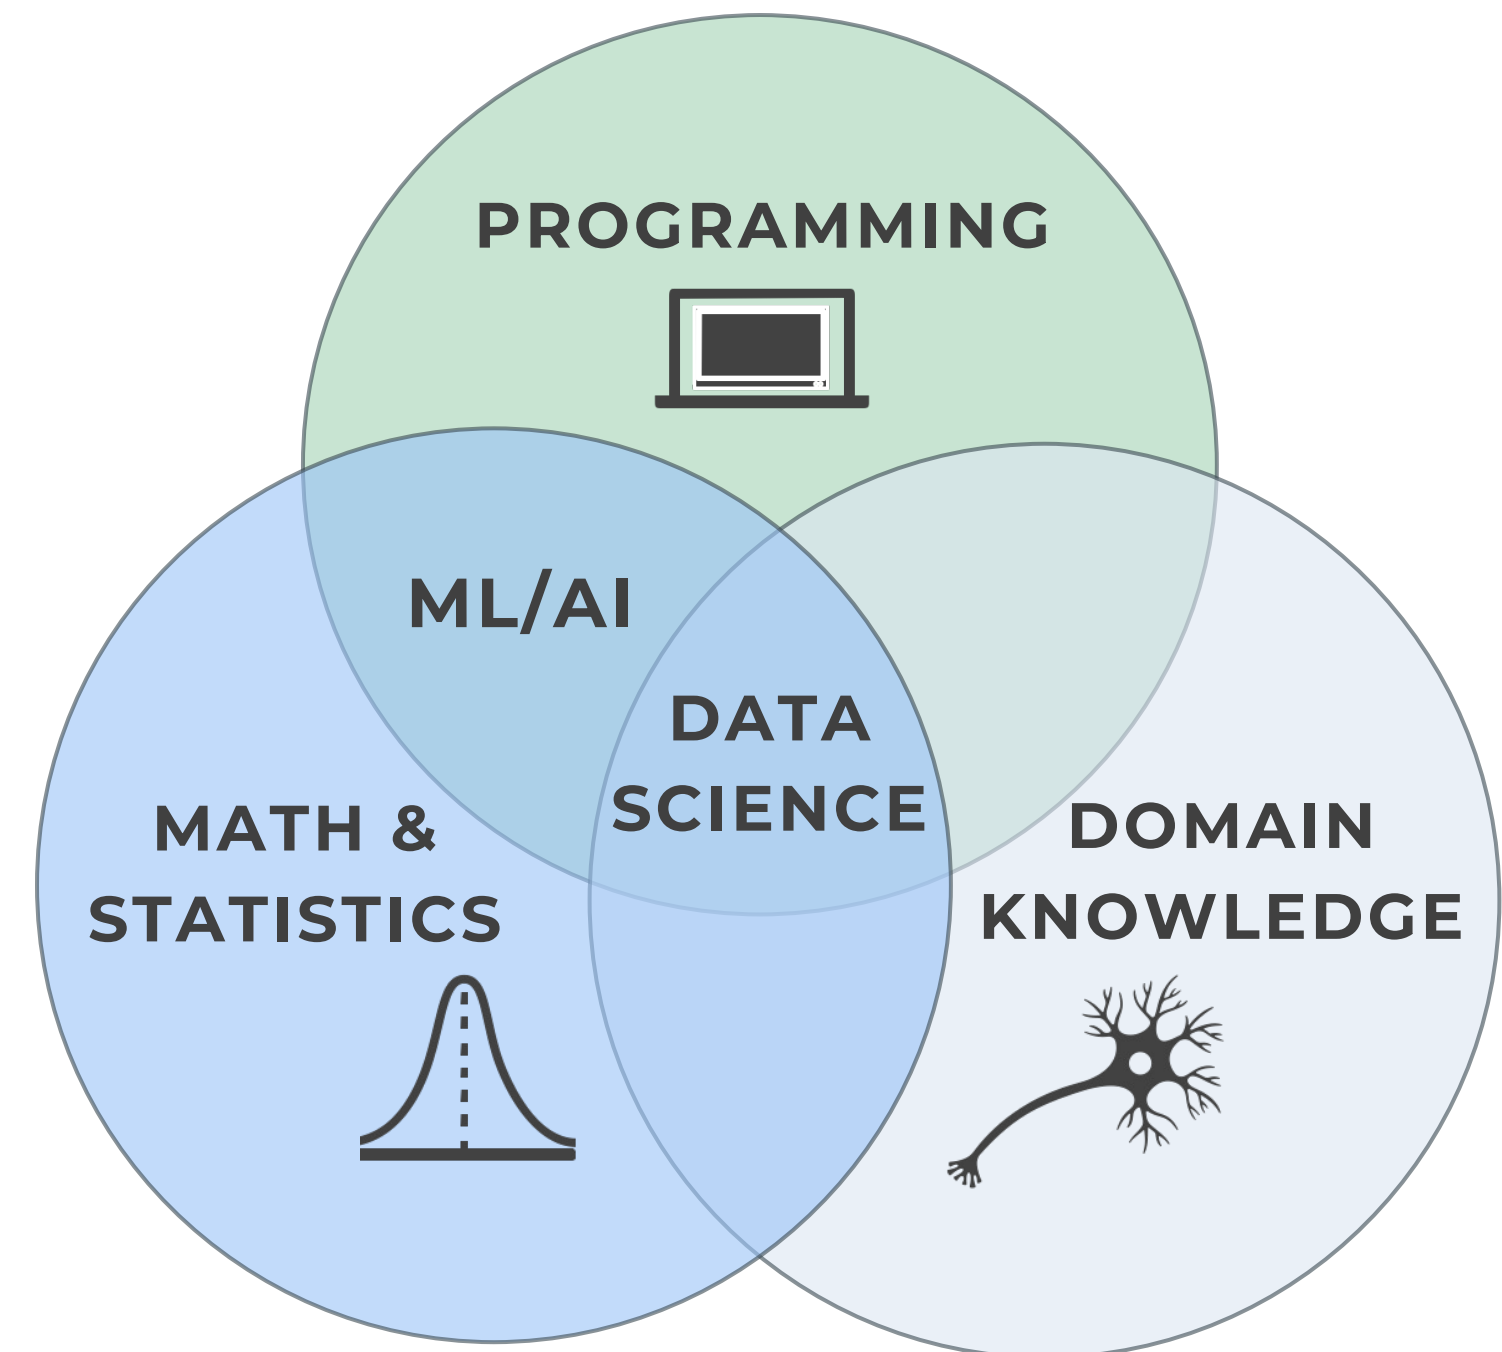 PROGRAMMING
ML/AI
DATA
SCIENCE
MATH &
STATISTICS
DOMAIN
KNOWLEDGE